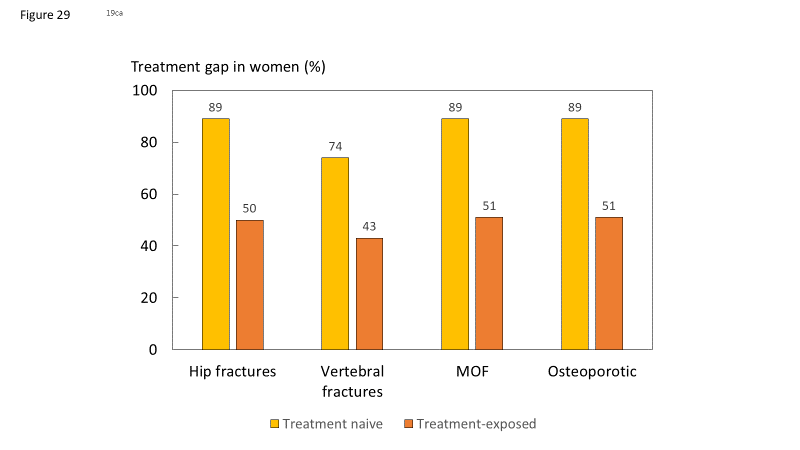 Figure 29 19ca
Treatment gap in women (%)
100
80
60
40
20
0
89
50
74
43
89
51
89
51
Hip fractures
Vertebral
fractures
MOF
Osteoporotic
Treatment naive
Treatment-exposed